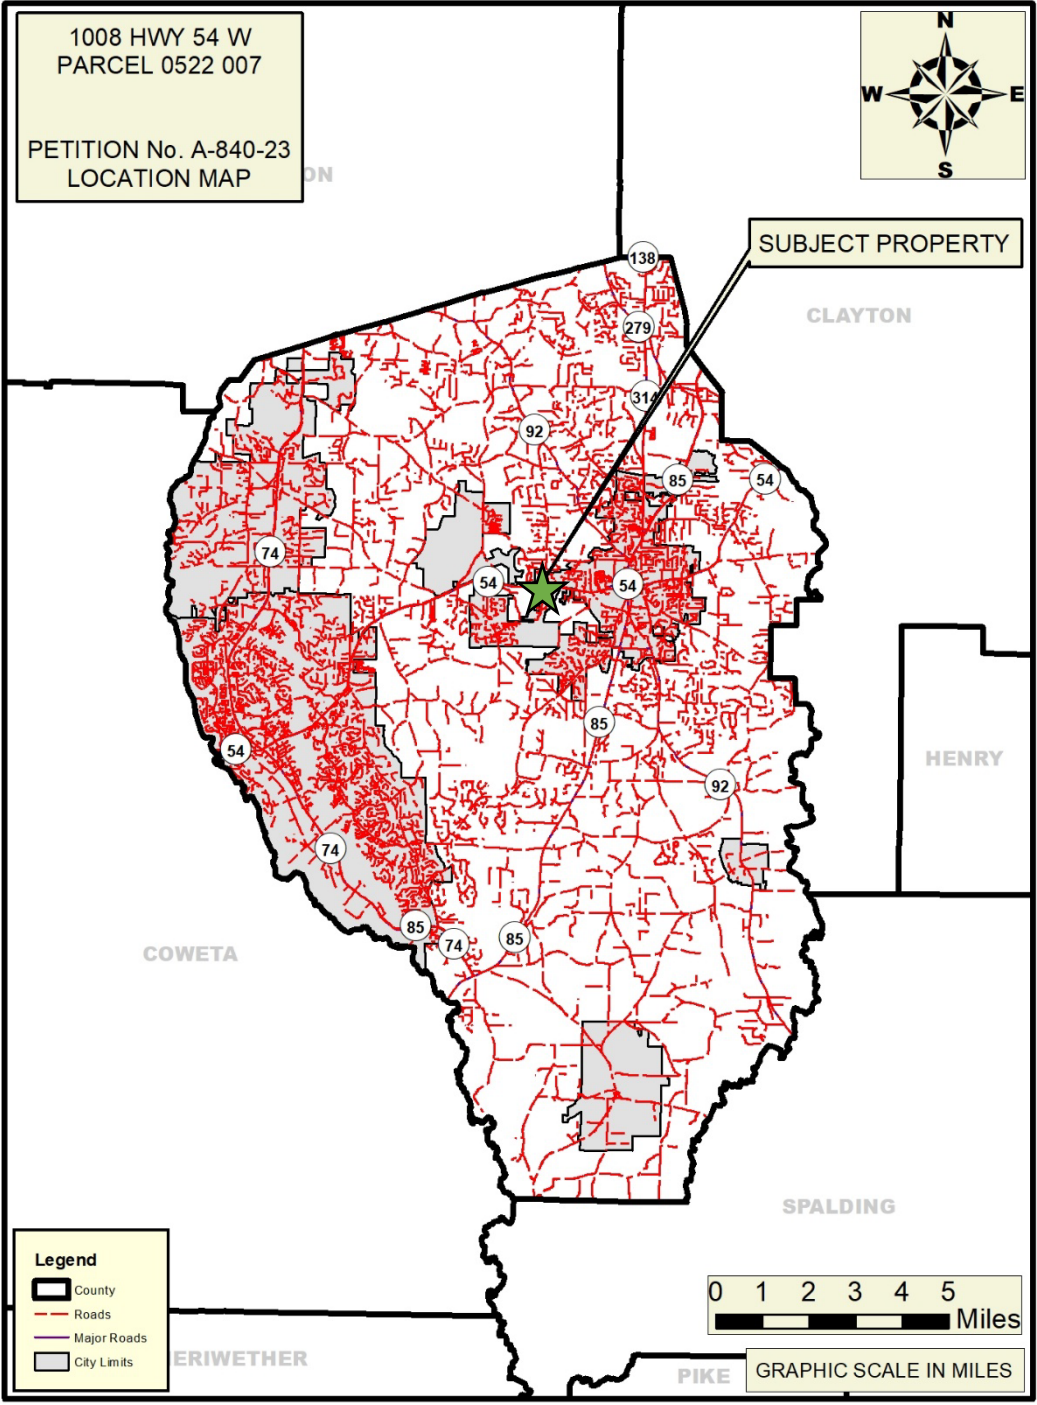 1008 HWY 54 W
PARCEL 0522 007
PETITION No. A-840-23
LOCATION MAP
ON
N
W
E
S
SUBJECT PROPERTY
138
CLAYTON
279
314
92
85
54
74
54
54
85
54
HENRY
92
74
85
74
85
COWETA
SPALDING
Legend
County
Roads
Major Roads
City Limits
ERIWETHER
0 1 2 3 4 5
Miles
PIKE
GRAPHIC SCALE IN MILES